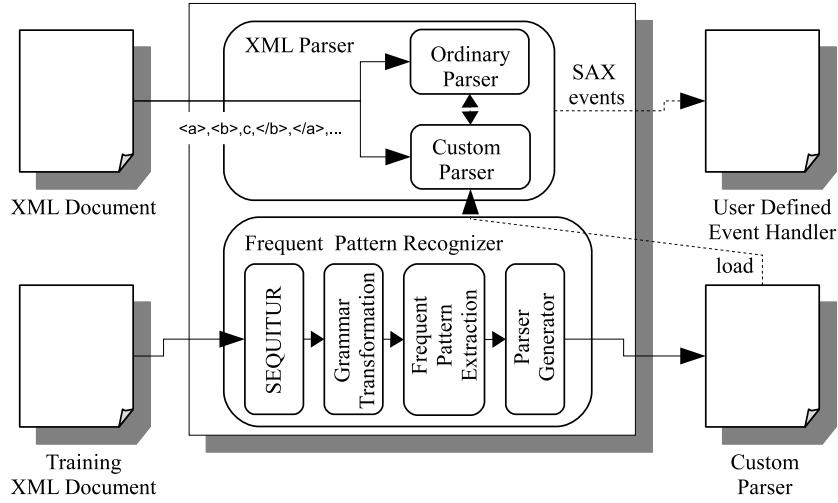 XML Parser
Ordinary
Parser
SAX
events
<a>,<b>,c,</b>,</a>,...
Custom
Parser
XML Document
User Defined
Event Handler
Frequent Pattern Recognizer
load
SEQUITUR
Grammar
Transformation
Frequent
Pattern
Extraction
Parser
Generator
Training
XML Document
Custom
Parser